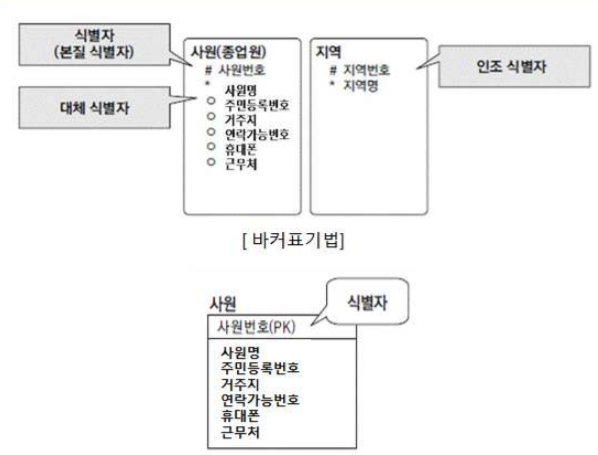 식별자
(본질 식별자)
대체 식별자
사원(종업원)
# 사원번호
* 사원명
○ 주민등록번호
○ 거주지
○ 연락가능번호
○ 휴대폰
○ 근무처
지역
# 지역번호
* 지역명
인조 식별자
[ 바커표기법]
사원
식별자
사원번호(PK)
사원명
주민등록번호
거주지
연락가능번호
휴대폰
근무처